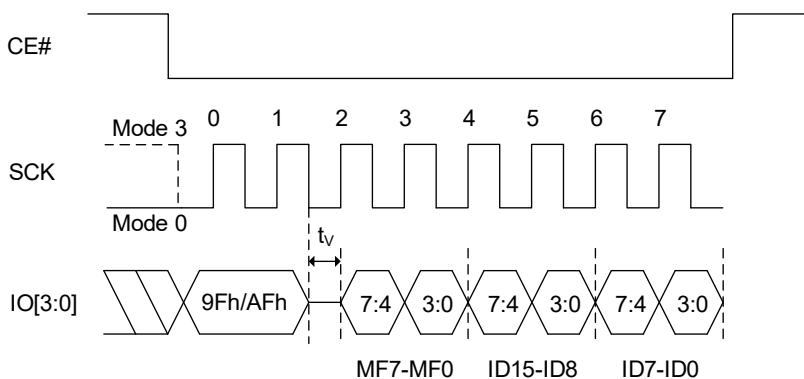 CE#
0 1 2 3 4 5 6 7
Mode 3
SCK
Mode 0
tV
IO[3:0] 9Fh/AFh 7:4 3:0 7:4 3:0 7:4 3:0
MF7-MF0 ID15-ID8 ID7-ID0